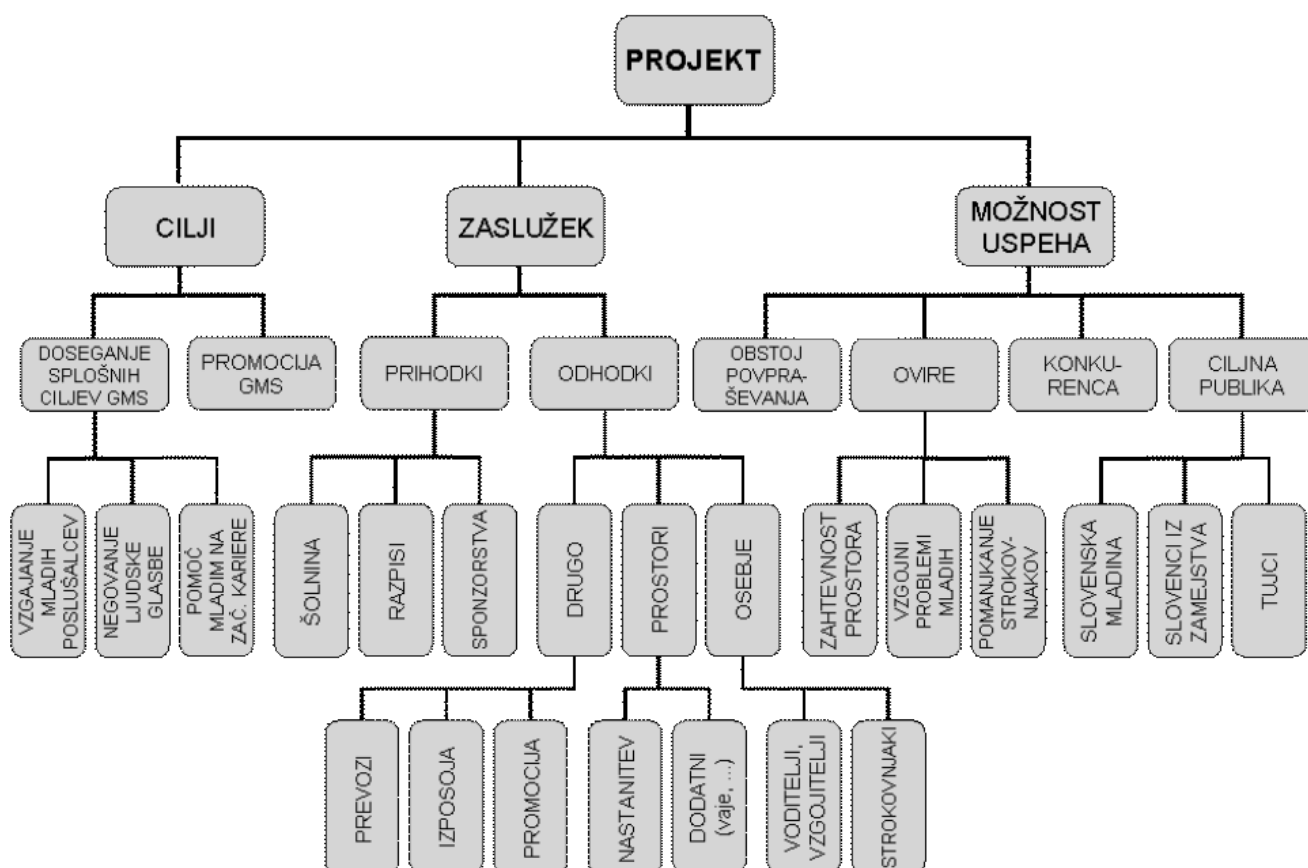 PROJEKT
CILJI
ZASLUŽEK
MOŽNOST
USPEHA
DOSEGANJE
SPLOŠNIH
CILJEV GMS
PROMOCIJA
GMS
PRIHODKI
ODHODKI
OBSTOJ
POVPRA-
ŠEVANJA
OVIRE
KONKU-
RENCA
CILJNA
PUBLIKA
VZGAJANJE
MLADIH
POSLUŠALCEV
NEGOVANJE
LJUDSKE
GLASBE
POMOČ
MLADIM NA
ZAČ. KARIERE
ŠOLNINA
RAZPISI
SPONZORSTVA
DRUGO
PROSTORI
OSEBJE
ZAHTEVNOST
PROSTORA
VZGOJNI
PROBLEMI
MLADIH
POMANJKANJE
STROKOV-
NJAKOV
SLOVENSKA
MLADINA
SLOVENCI IZ
ZAMEJSTVA
TUJCI
PREVOZI
IZPOSOJA
PROMOCIJA
NASTANITEV
DODATNI
(vaje, ...)
VODITELJI,
VZGOJITELJI
STROKOVNJAKI